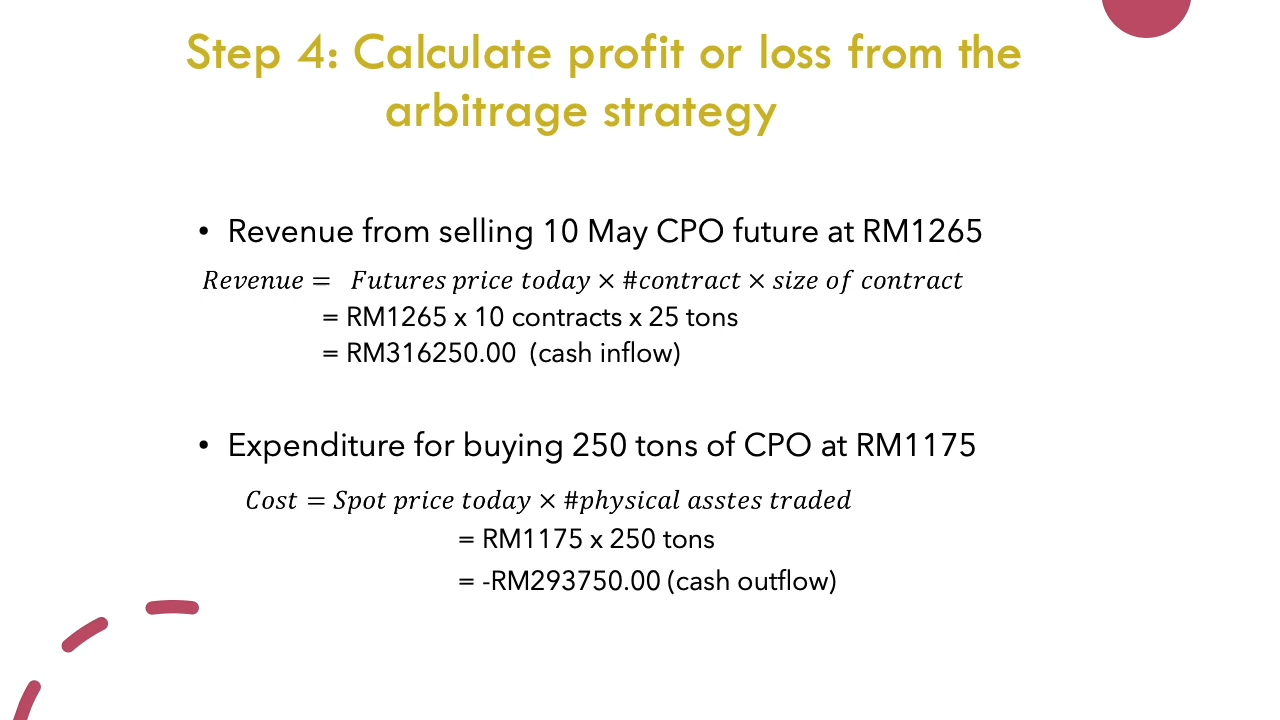 Step 4: Calculate profit or loss from the
arbitrage strategy
• Revenue from selling 10 May CPO future at RM1265
Revenue = Futures price today × #contract × size of contract
= RM1265 x 10 contracts x 25 tons
= RM316250.00 (cash inflow)
• Expenditure for buying 250 tons of CPO at RM1175
Cost = Spot price today × #physical asstes traded
= RM1175 x 250 tons
= -RM293750.00 (cash outflow)